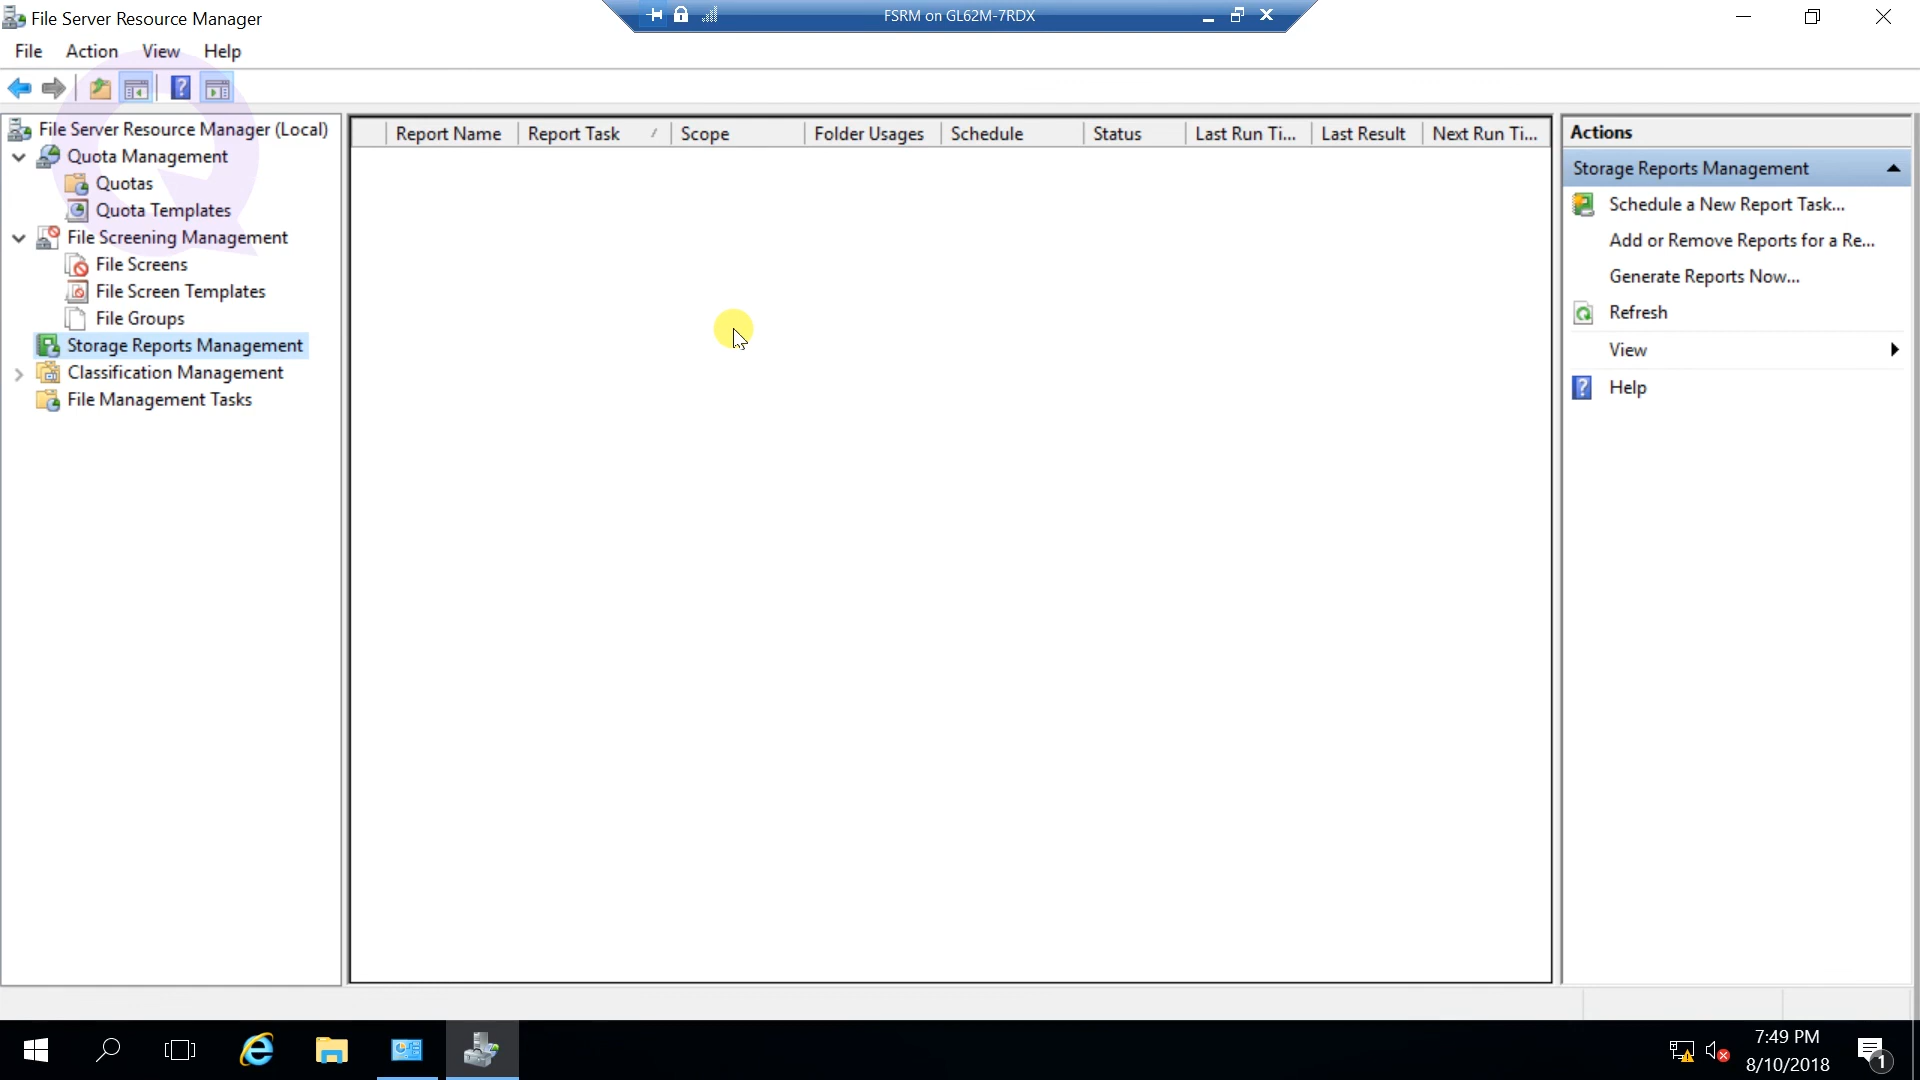 File Server Resource Manager
FSRM on GL62M-7RDX
File Action View Help
File Server Resource Manager (Local)
Quota Management
Quotas
Quota Templates
File Screening Management
File Screens
File Screen Templates
File Groups
Storage Reports Management
Classification Management
File Management Tasks
Report Name Report Task Scope Folder Usages Schedule Status Last Run Ti... Last Result Next Run Ti...
Actions
Storage Reports Management
Schedule a New Report Task...
Add or Remove Reports for a Re...
Generate Reports Now...
Refresh
View
Help
7:49 PM
8/10/2018
1